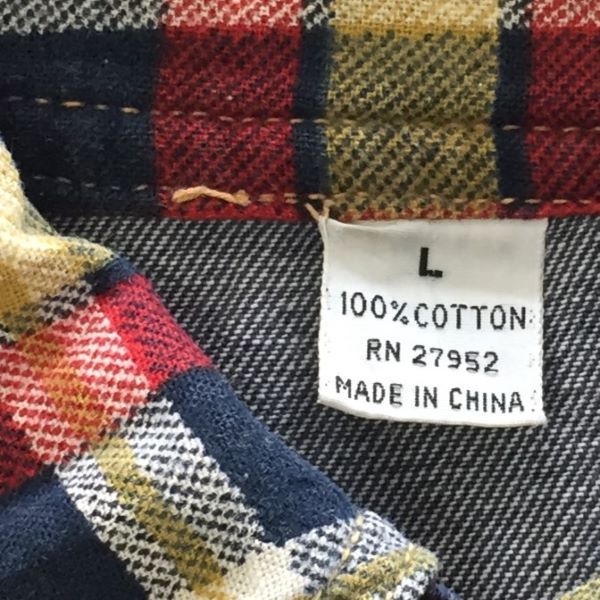 L
100% COTTON
RN 27952
MADE IN CHINA